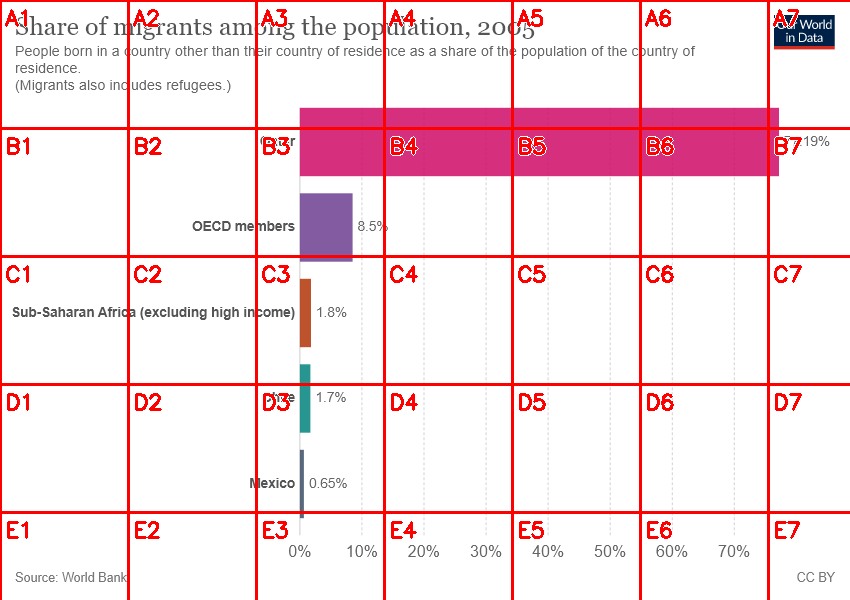 Share of migrants among the population, 2005
Our World
in Data
People born in a country other than their country of residence as a share of the population of the country of
residence.
(Migrants also includes refugees.)
A1 A2 A3 A4 A5 A6 A7
B1 B2 B3 B4 B5 B6 B7
OECD members 8.5%
C1 C2 C3 C4 C5 C6 C7
Sub-Saharan Africa (excluding high income) 1.8%
D1 D2 D3 D4 D5 D6 D7
1.7%
Mexico 0.65%
E1 E2 E3 E4 E5 E6 E7
0% 10% 20% 30% 40% 50% 60% 70%
Source: World Bank
CC BY